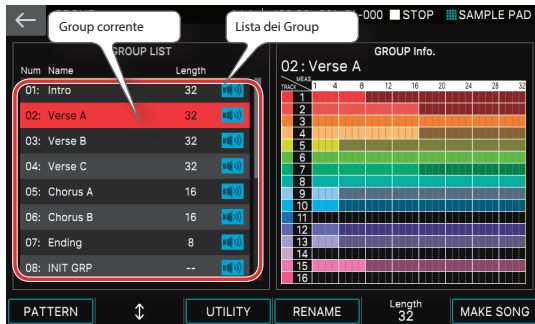 -000 STOP SAMPLE PAD
Group corrente
Lista dei Group
GROUP LIST
Num Name Length
01: Intro 32
02: Verse A 32
03: Verse B 32
04: Verse C 32
05: Chorus A 16
06: Chorus B 16
07: Ending 8
08: INIT GRP --
GROUP Info.
02: Verse A
MEAS
TRACK
1 4 8 12 16 20 24 28 32
1
2
3
4
5
6
7
8
9
10
11
12
13
14
15
16
PATTERN UTILITY RENAME Length 32 MAKE SONG